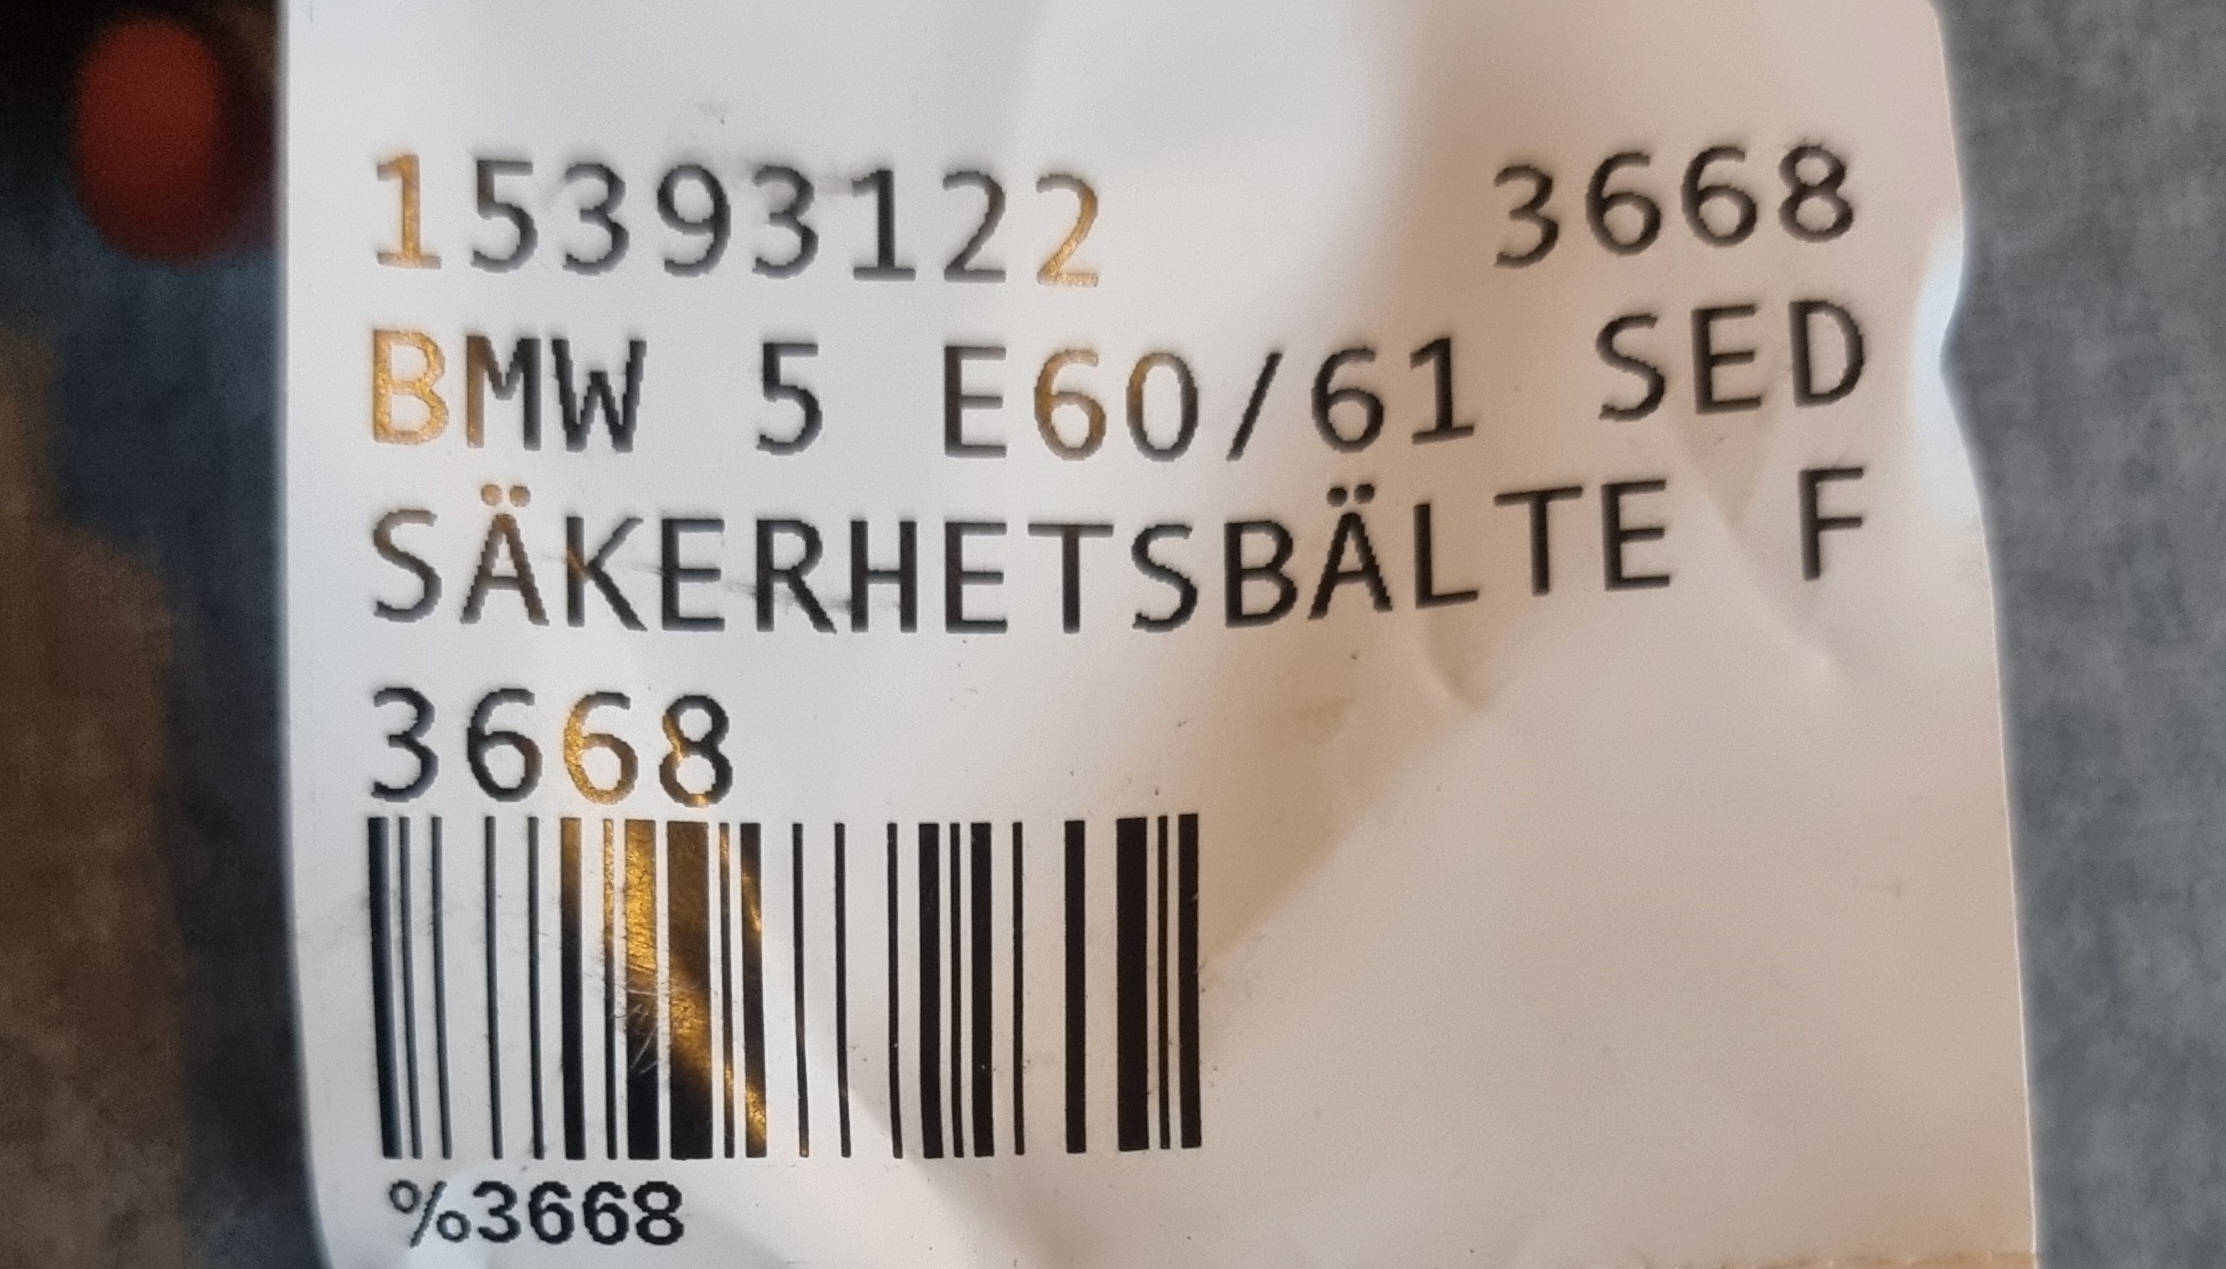 15393122 3668
BMW 5 E60/61 SED
SÄKERHETSBÄLTE F
3668
%3668